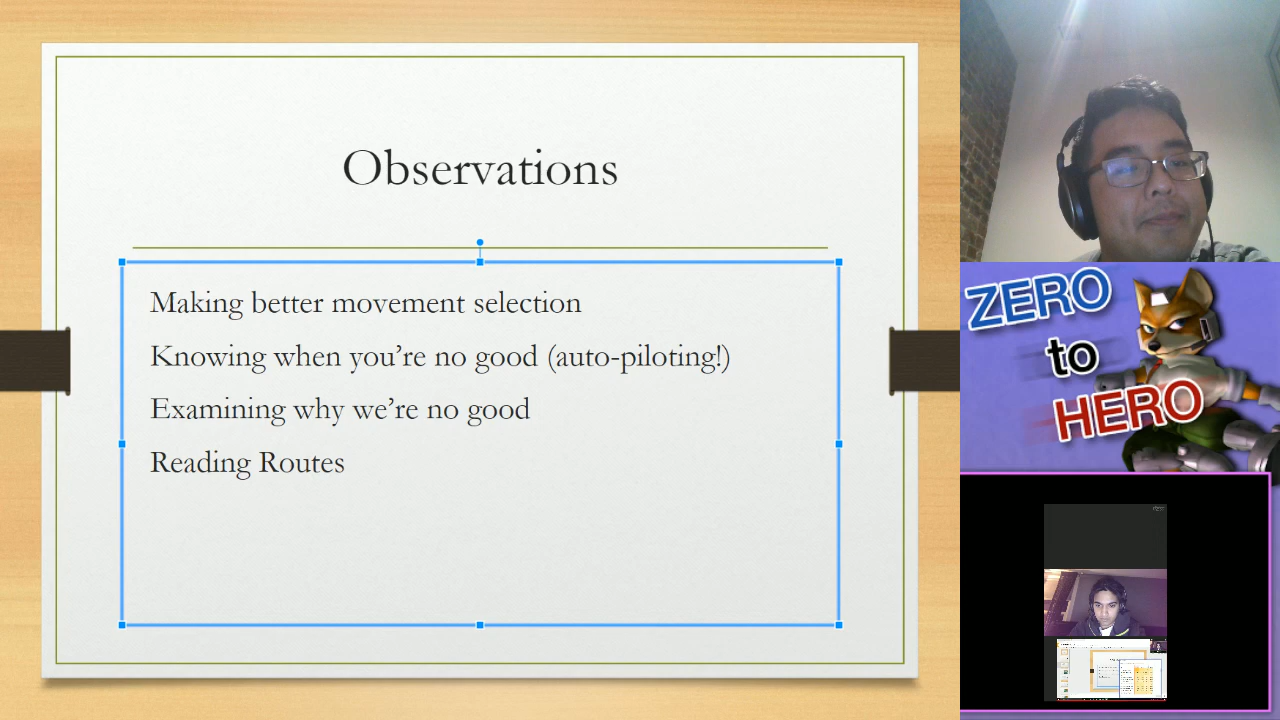 Observations
Making better movement selection
Knowing when you're no good (auto-piloting!)
Examining why we're no good
Reading Routes
ZERO
to
HERO